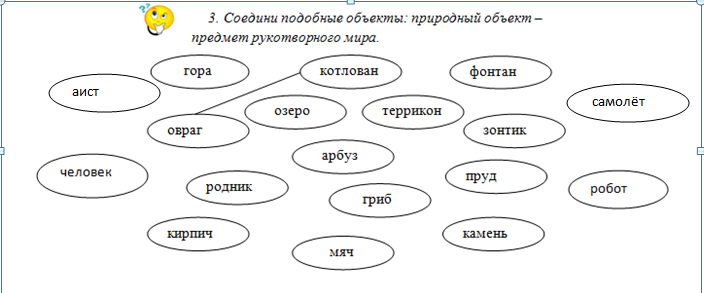 3. Соедини подобные объекты: природный объект –
предмет рукотворного мира.
гора
котлован
фонтан
аист
самолёт
озеро
террикон
овраг
зонтик
арбуз
человек
родник
пруд
робот
гриб
кирпич
камень
мяч